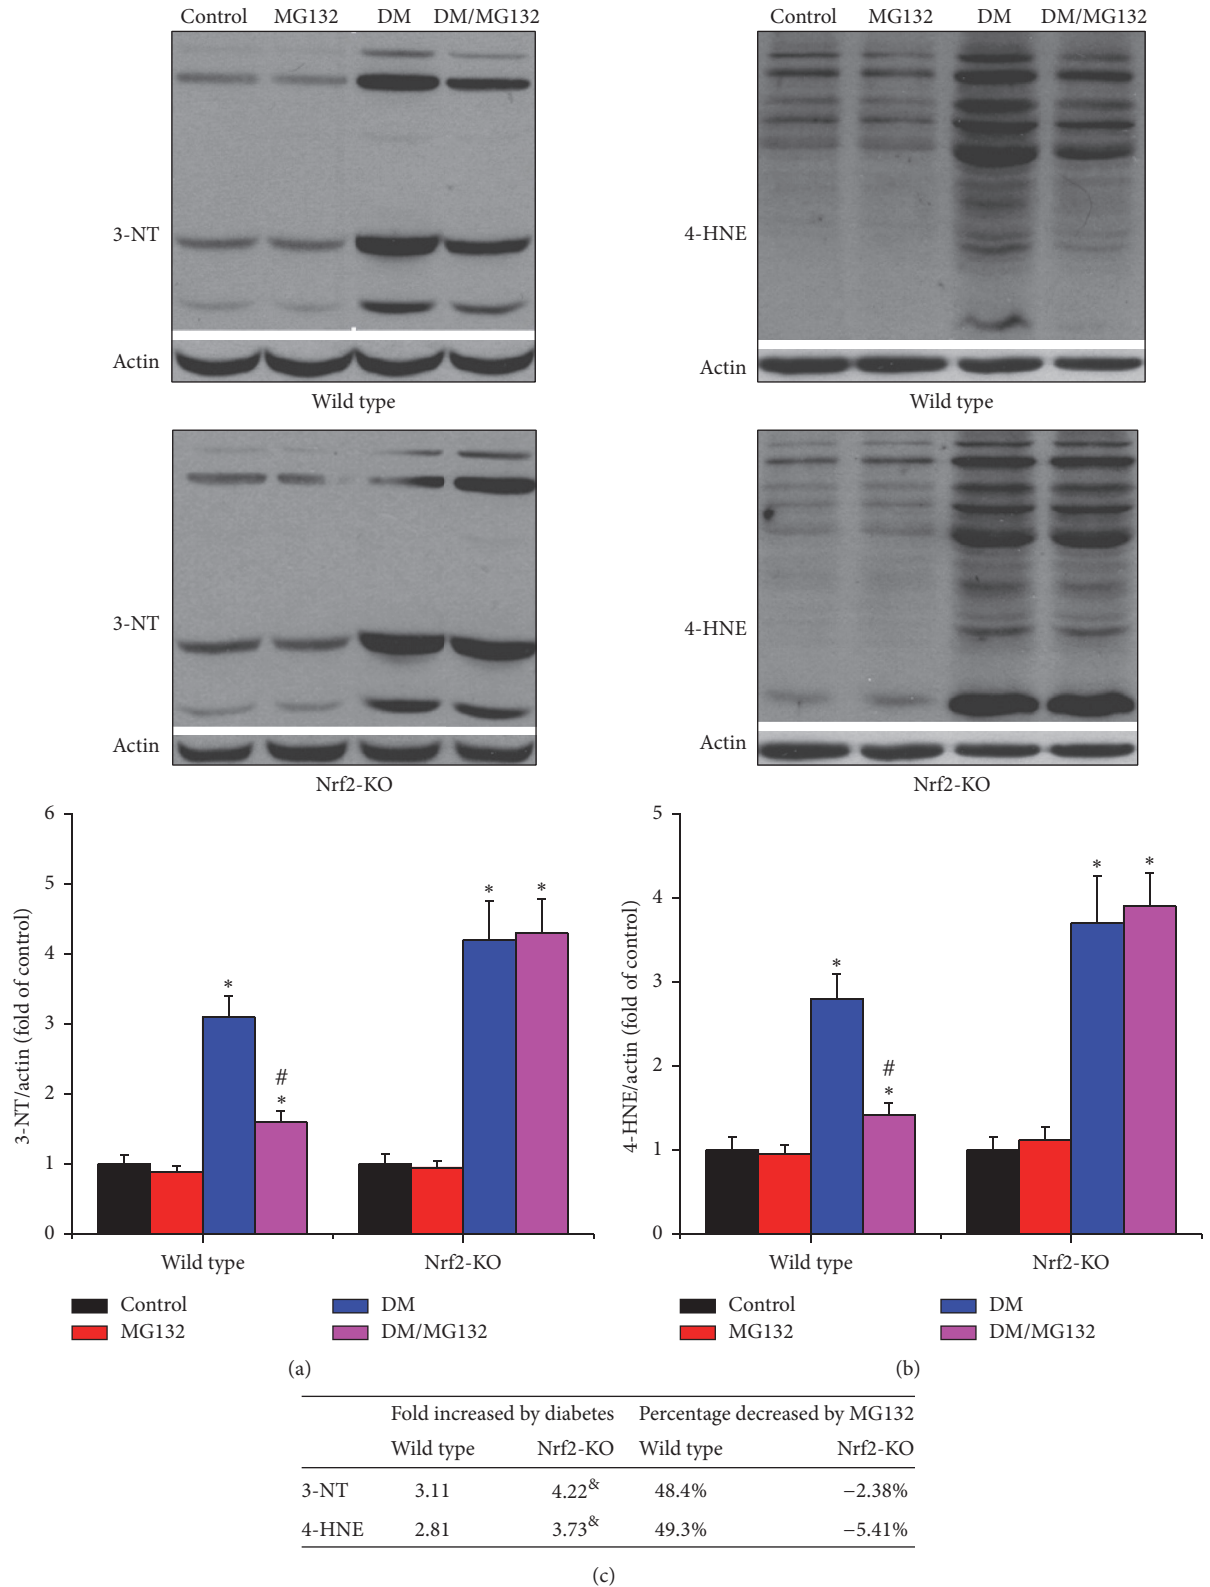 Control MG132 DM DM/MG132
3-NT
Actin
Wild type
Control MG132 DM DM/MG132
4-HNE
Actin
Wild type
3-NT
Actin
Nrf2-KO
4-HNE
Actin
Nrf2-KO
3-NT/actin (fold of control)
6
5
4
3
2
1
0
*
#
*
*
*
Wild type Nrf2-KO
Control DM
MG132 DM/MG132
(a)
4-HNE/actin (fold of control)
5
4
3
2
1
0
*
#
*
*
*
Wild type Nrf2-KO
Control DM
MG132 DM/MG132
(b)
Fold increased by diabetes Percentage decreased by MG132
Wild type Nrf2-KO Wild type Nrf2-KO
3-NT 3.11 4.22& 48.4% −2.38%
4-HNE 2.81 3.73& 49.3% −5.41%
(c)